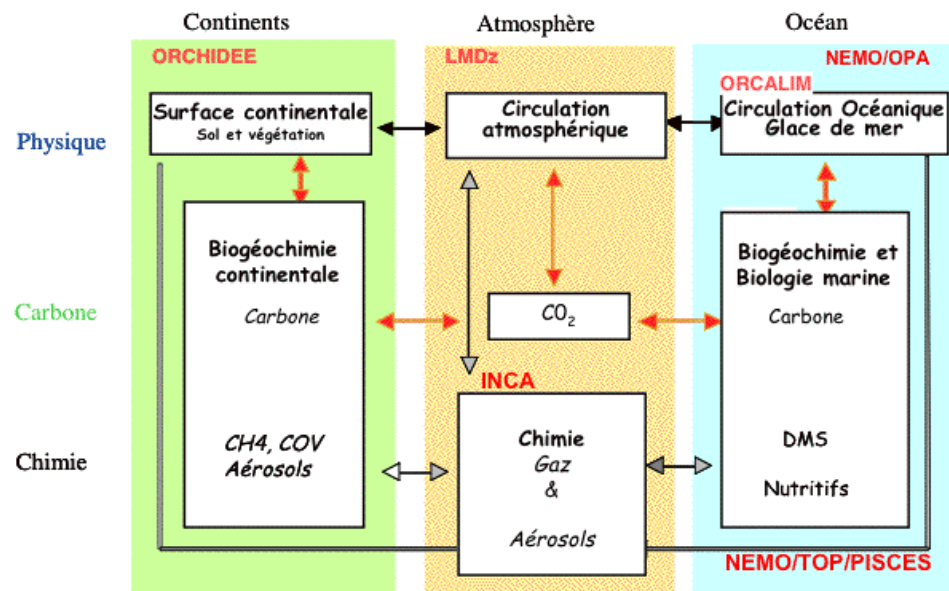 Continents
Atmosphère
Océan
ORCHIDEE
LMDz
NEMO/OPA
ORCALIM
Surface continentale
Sol et végétation
Circulation
atmosphérique
Circulation Océanique
Glace de mer
Physique
Biogéochimie
continentale
Carbone
Biogéochimie et
Biologie marine
Carbone
Carbone
CO2
INCA
Chimie
CH4, COV
Aérosols
Chimie
Gaz
&
Aérosols
DMS
Nutritifs
NEMO/TOP/PISCES